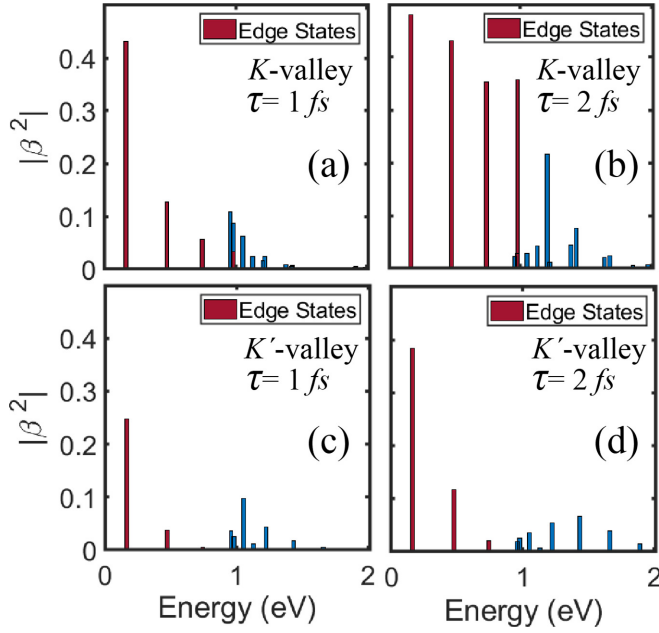 Edge States
K-valley
τ= 1 fs
(a)
0.4
0.3
0.2
0.1
0
|β²|
Edge States
K-valley
τ= 2 fs
(b)
Edge States
K´-valley
τ= 1 fs
(c)
0.4
0.3
0.2
0.1
0
|β²|
0 1 2
Energy (eV)
Edge States
K´-valley
τ= 2 fs
(d)
0 1 2
Energy (eV)